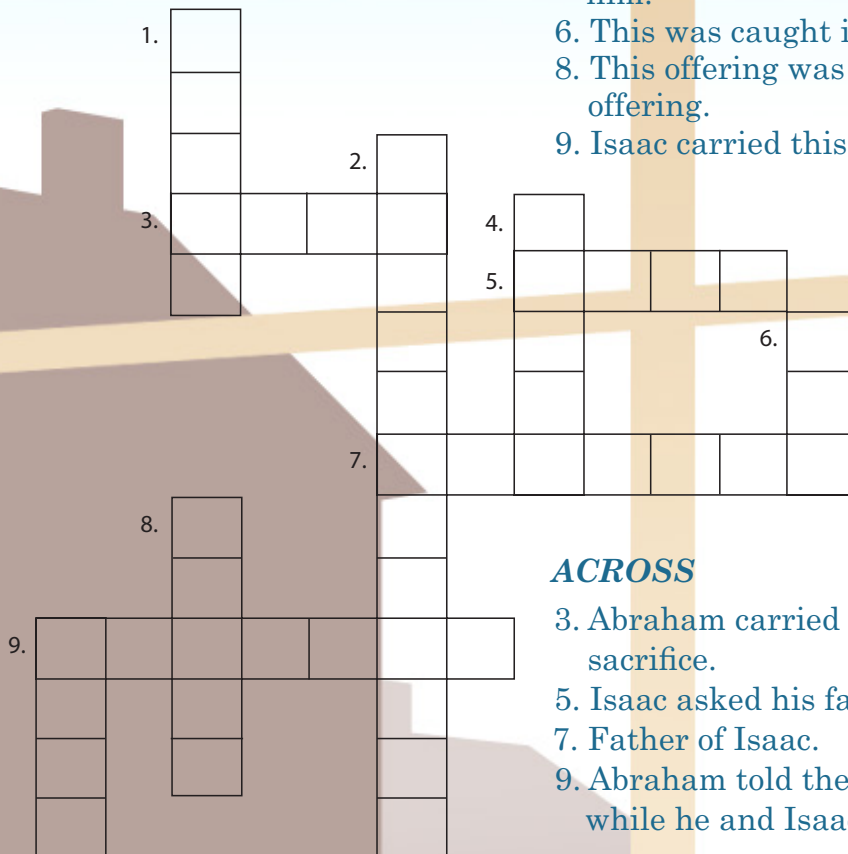 6. This was caught i
8. This offering was
offering.
9. Isaac carried this
1.
2.
3.
4.
5.
6.
7.
8.
9.
ACROSS
3. Abraham carried
sacrifice.
5. Isaac asked his fa
7. Father of Isaac.
9. Abraham told the
while he and Isaa